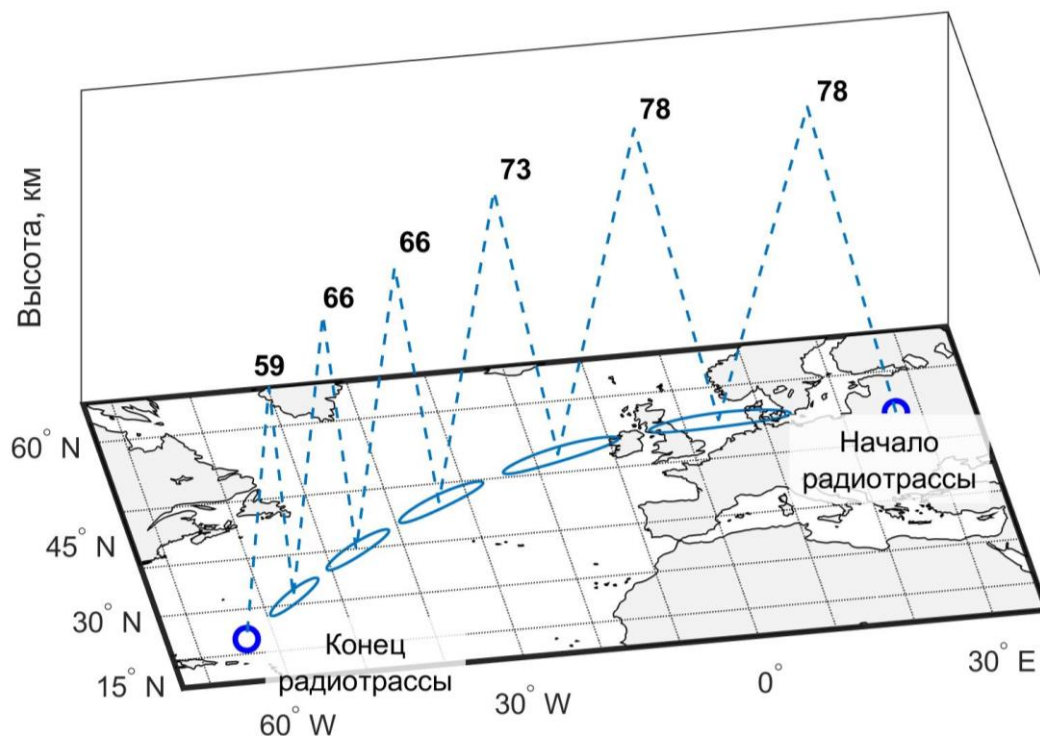 Высота, км
78
78
73
66
66
59
60° N
45° N
30° N
15° N
60° W
30° W
0°
30° E
Начало
радиотрассы
Конец
радиотрассы